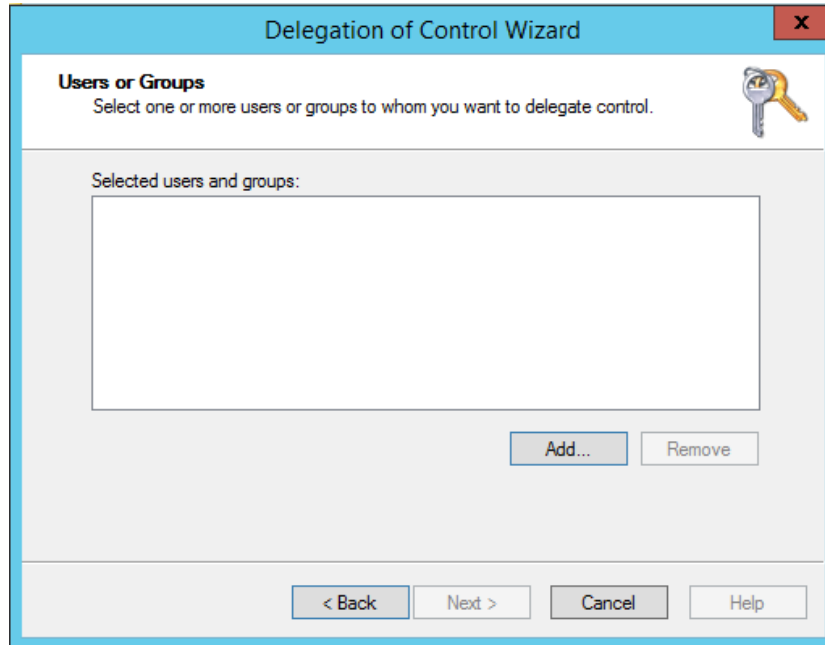 Delegation of Control Wizard
x
Users or Groups
Select one or more users or groups to whom you want to delegate control.
Selected users and groups:
Add...
Remove
< Back
Next >
Cancel
Help